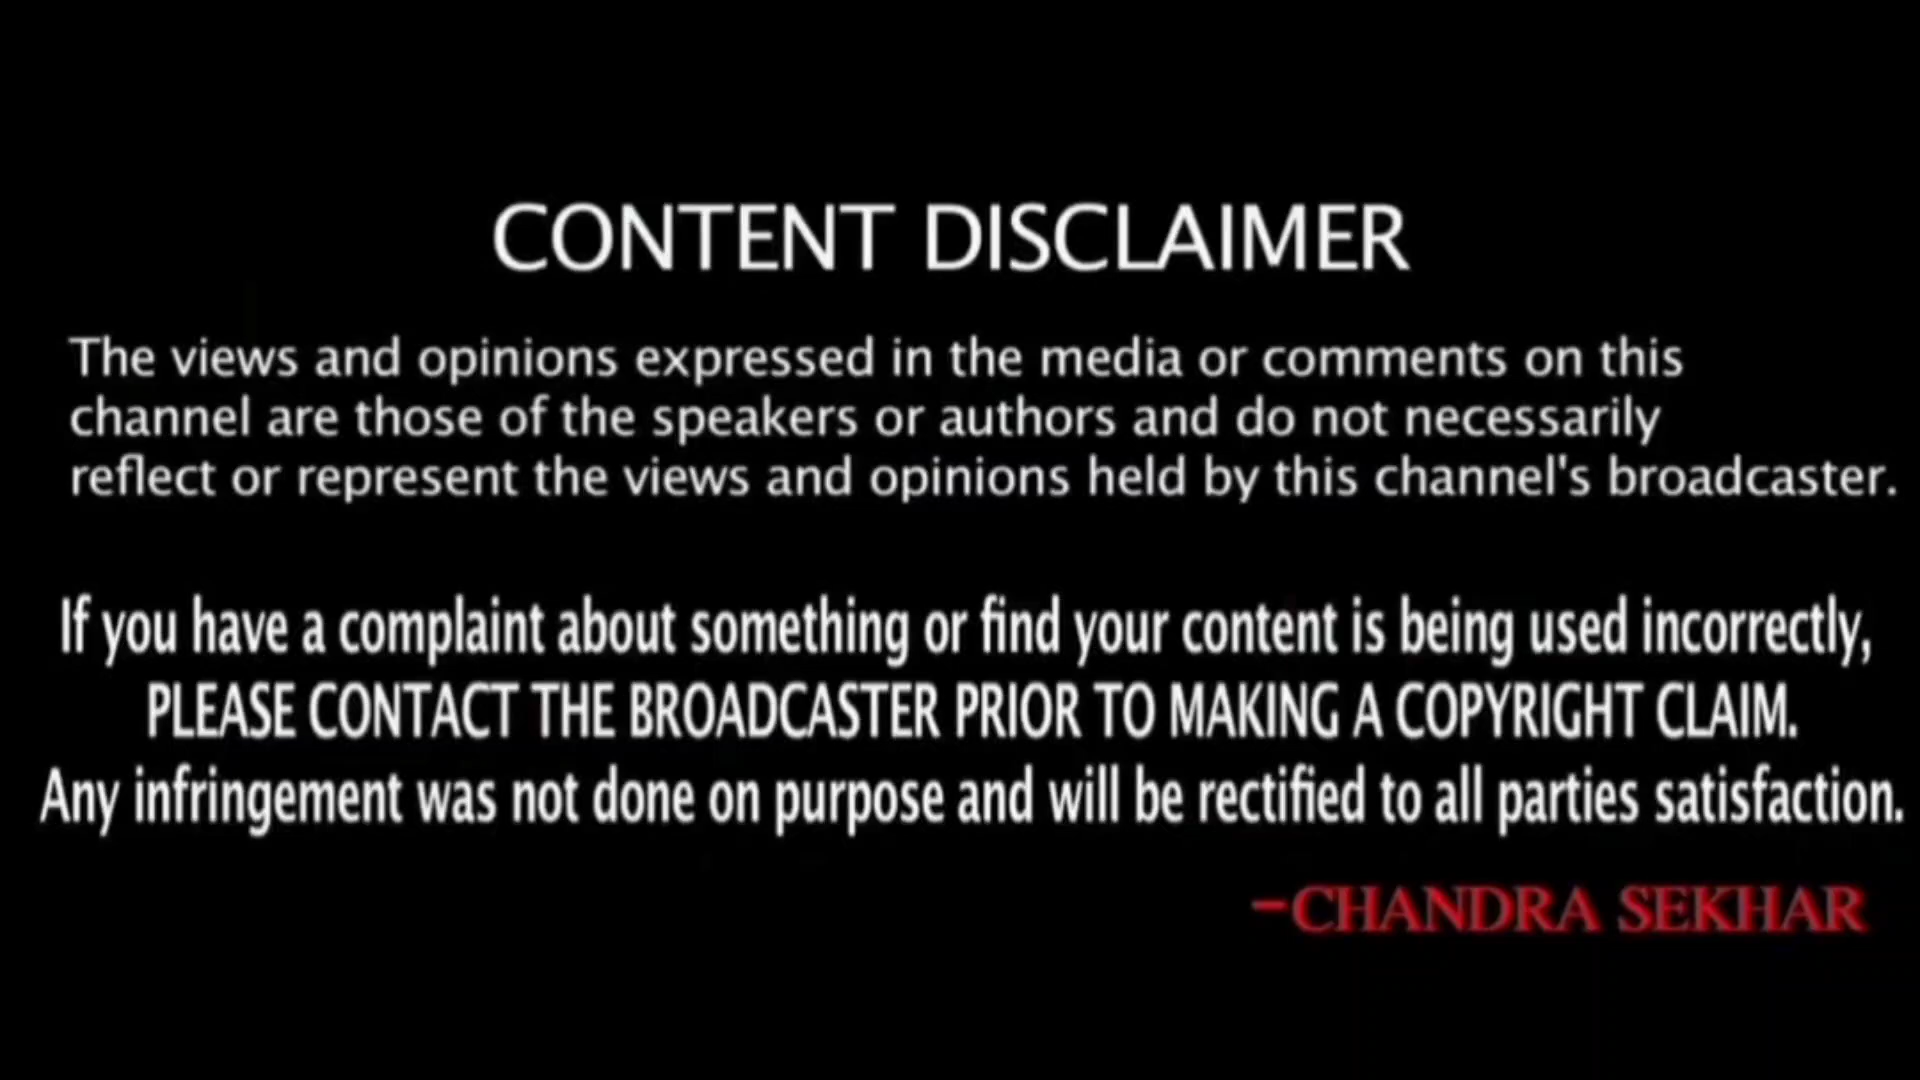 CONTENT DISCLAIMER
The views and opinions expressed in the media or comments on this
channel are those of the speakers or authors and do not necessarily
reflect or represent the views and opinions held by this channel's broadcaster.
If you have a complaint about something or find your content is being used incorrectly,
PLEASE CONTACT THE BROADCASTER PRIOR TO MAKING A COPYRIGHT CLAIM.
Any infringement was not done on purpose and will be rectified to all parties satisfaction.
-CHANDRA SEKHAR